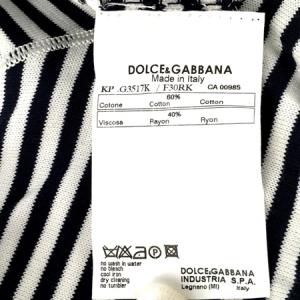 DOLCE&GABBANA
Made in Italy
KP .G3517K / F30RK CA 00985
60%
Cotone Cotton Cotton
40%
Viscosa Rayon Ryon
no wash in water
no bleach
cool iron
dry cleaning
no tumbler
DOLCE&GABBANA
INDUSTRIA S.P.A.
Legnano (MI) Italy